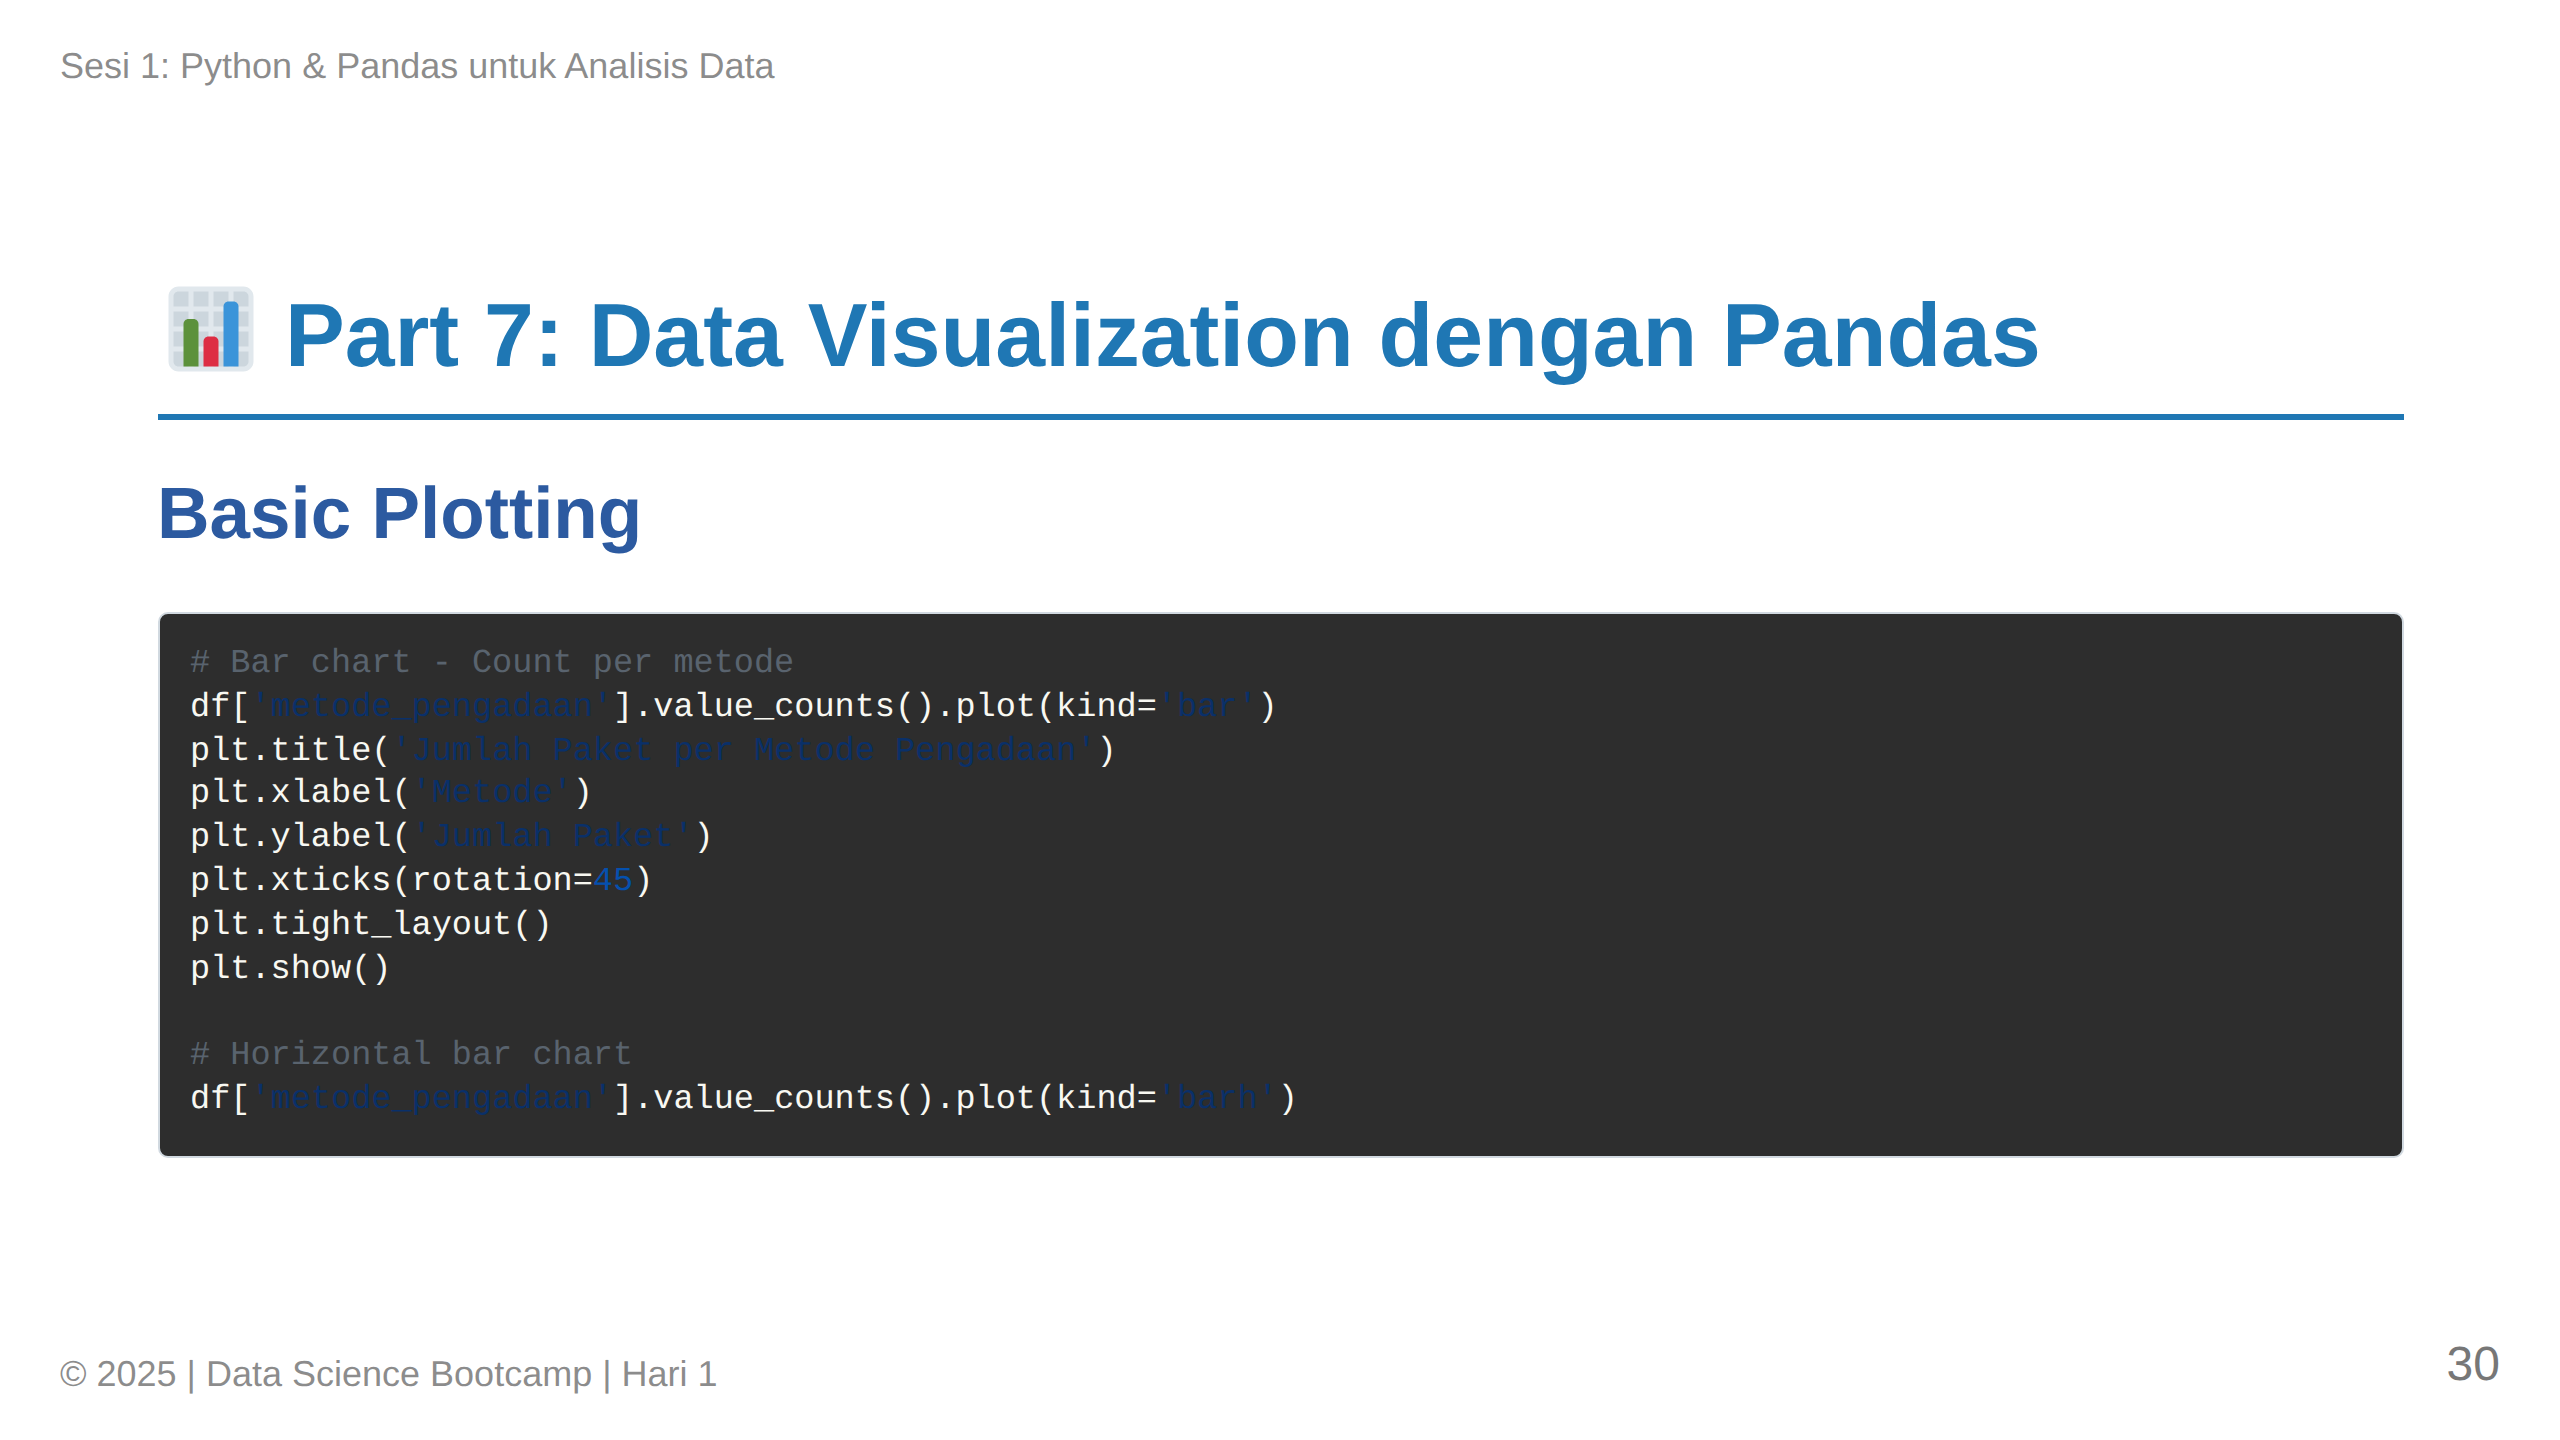 Sesi 1: Python & Pandas untuk Analisis Data
Part 7: Data Visualization dengan Pandas
Basic Plotting
# Bar chart - Count per metode
df['metode_pengadaan'].value_counts().plot(kind='bar')
plt.title('Jumlah Paket per Metode Pengadaan')
plt.xlabel('Metode')
plt.ylabel('Jumlah Paket')
plt.xticks(rotation=45)
plt.tight_layout()
plt.show()
# Horizontal bar chart
df['metode_pengadaan'].value_counts().plot(kind='barh')
© 2025 | Data Science Bootcamp | Hari 1
30